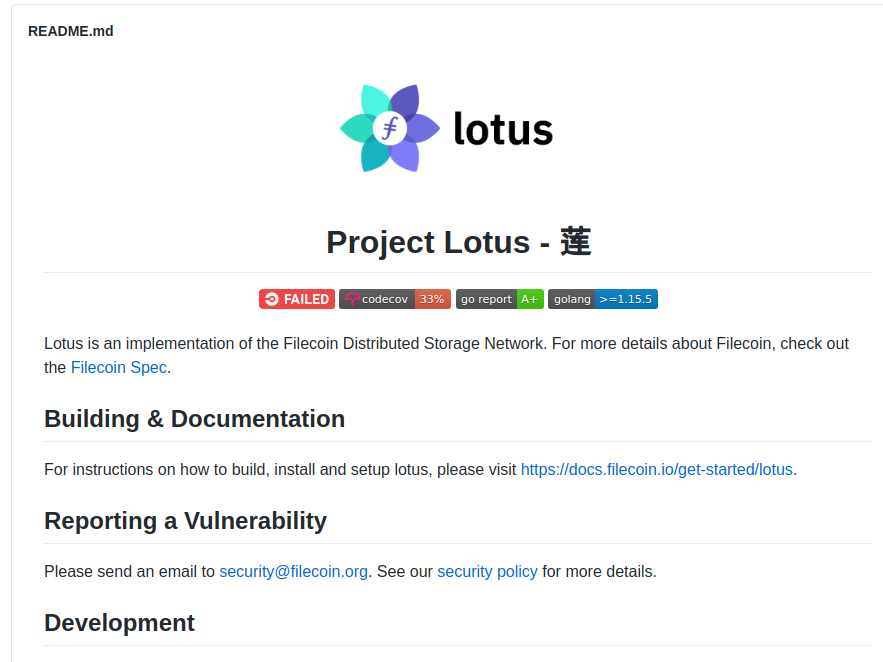 README.md
lotus
Project Lotus - 莲
FAILED codecov 33% go report A+ golang >=1.15.5
Lotus is an implementation of the Filecoin Distributed Storage Network. For more details about Filecoin, check out
the Filecoin Spec.
Building & Documentation
For instructions on how to build, install and setup lotus, please visit https://docs.filecoin.io/get-started/lotus.
Reporting a Vulnerability
Please send an email to security@filecoin.org. See our security policy for more details.
Development